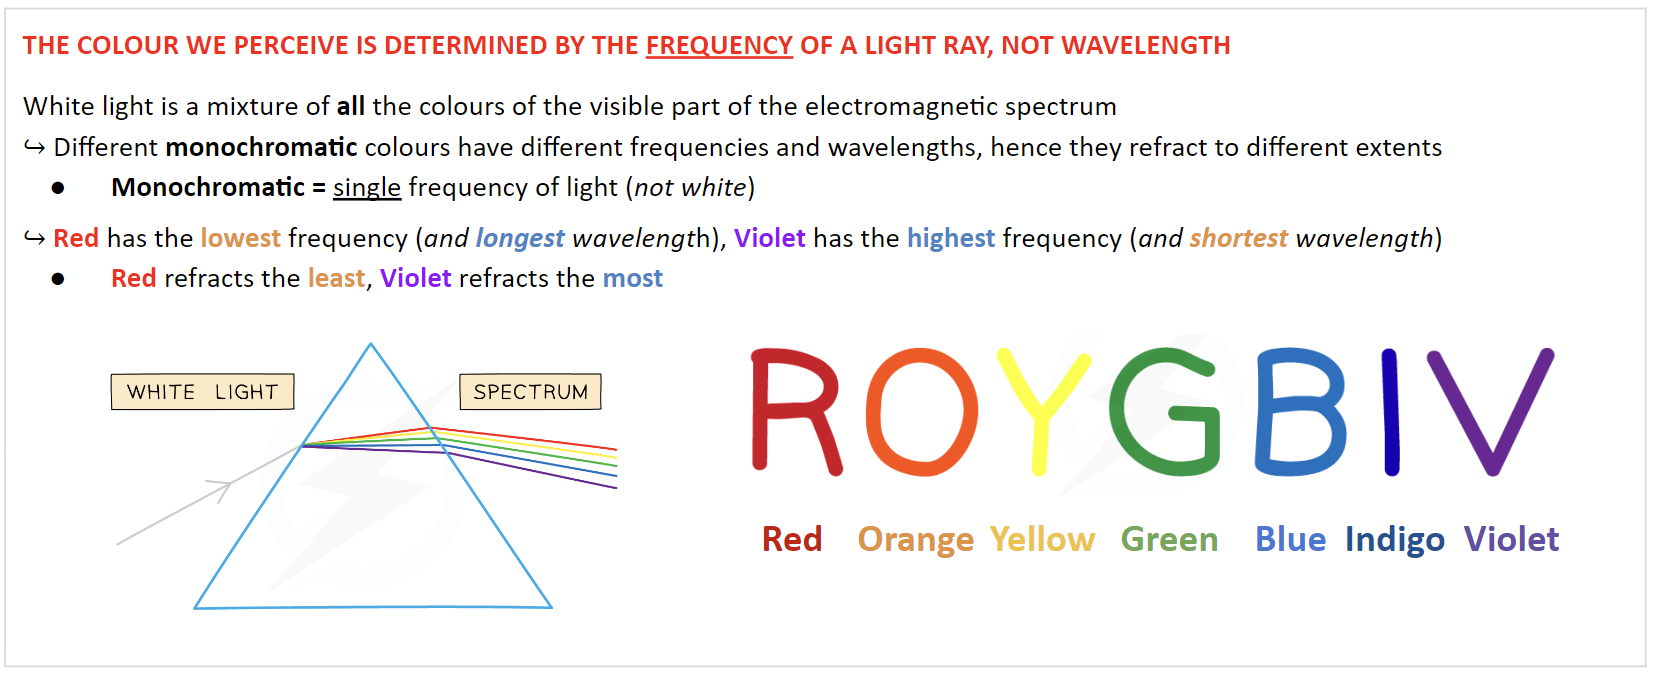 THE COLOUR WE PERCEIVE IS DETERMINED BY THE FREQUENCY OF A LIGHT RAY, NOT WAVELENGTH
White light is a mixture of all the colours of the visible part of the electromagnetic spectrum
↪ Different monochromatic colours have different frequencies and wavelengths, hence they refract to different extents
● Monochromatic = single frequency of light (not white)
↪ Red has the lowest frequency (and longest wavelength), Violet has the highest frequency (and shortest wavelength)
● Red refracts the least, Violet refracts the most
WHITE LIGHT
SPECTRUM
ROYGBIV
Red Orange Yellow Green Blue Indigo Violet